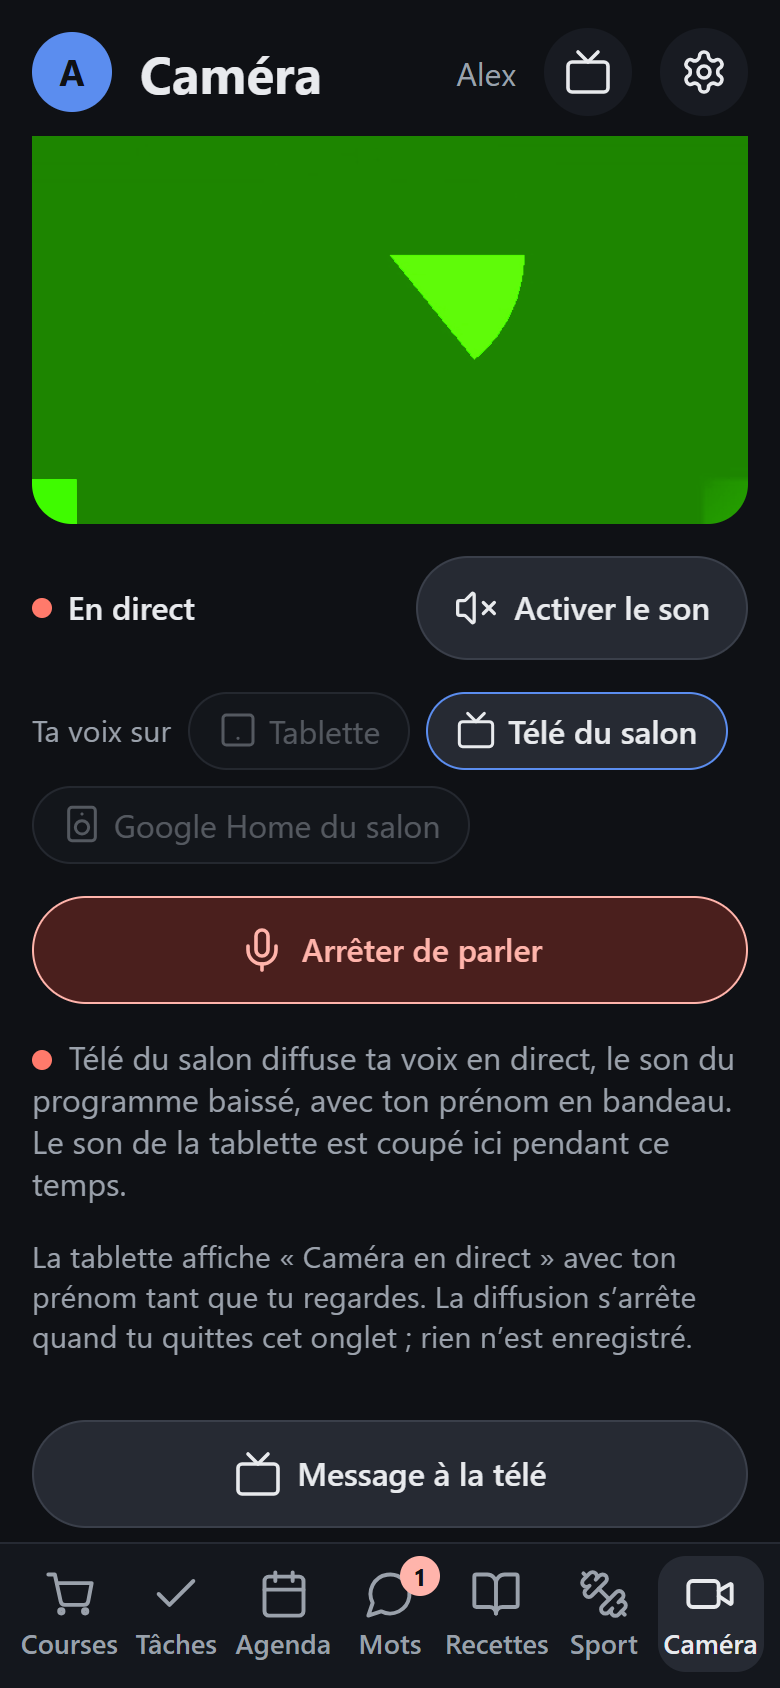 A
Caméra
Alex
En direct
Activer le son
Ta voix sur
Tablette
Télé du salon
Google Home du salon
Arrêter de parler
Télé du salon diffuse ta voix en direct, le son du
programme baissé, avec ton prénom en bandeau.
Le son de la tablette est coupé ici pendant ce
temps.
La tablette affiche « Caméra en direct » avec ton
prénom tant que tu regardes. La diffusion s’arrête
quand tu quittes cet onglet ; rien n’est enregistré.
Message à la télé
1
Courses
Tâches
Agenda
Mots
Recettes
Sport
Caméra